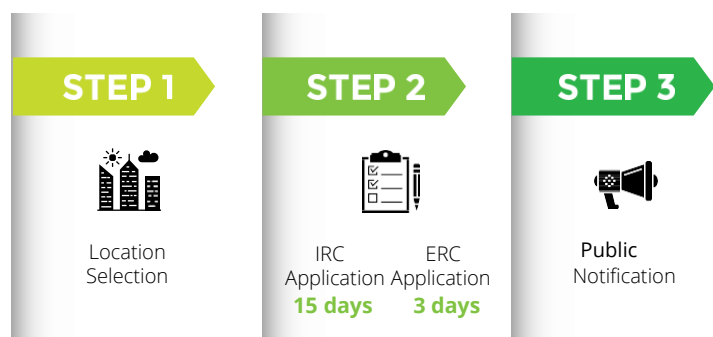 STEP 1
Location
Selection
STEP 2
IRC
Application
15 days
ERC
Application
3 days
STEP 3
Public
Notification